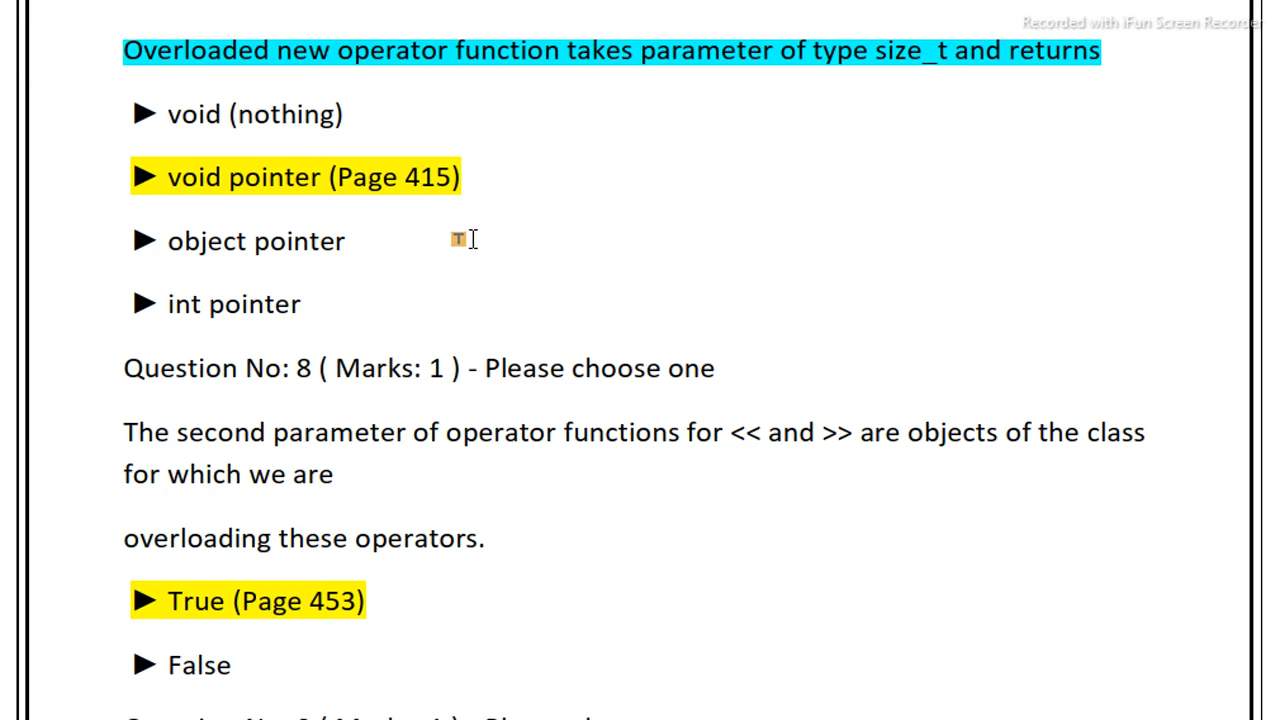 Recorded with iFun Screen Recorder
Overloaded new operator function takes parameter of type size_t and returns
► void (nothing)
► void pointer (Page 415)
► object pointer
T
► int pointer
Question No: 8 ( Marks: 1 ) - Please choose one
The second parameter of operator functions for << and >> are objects of the class
for which we are
overloading these operators.
► True (Page 453)
► False